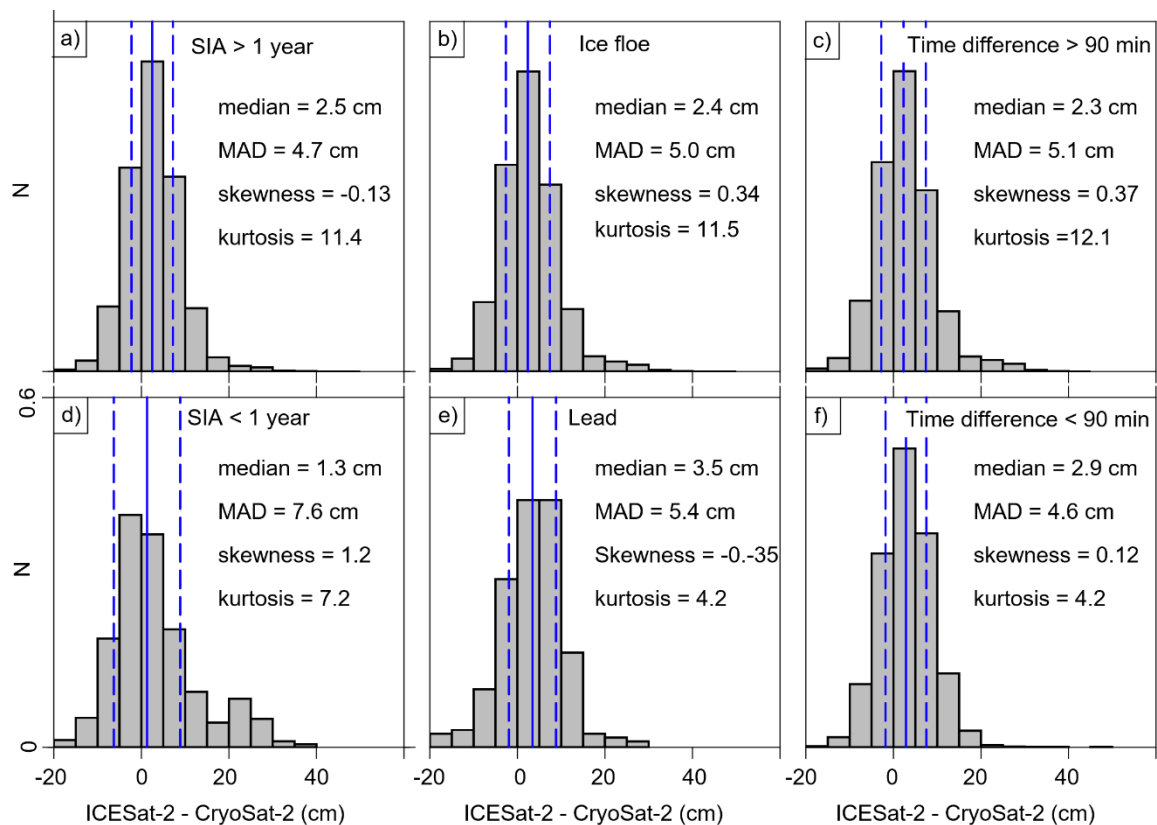 a)
SIA > 1 year
median = 2.5 cm
MAD = 4.7 cm
skewness = -0.13
kurtosis = 11.4
N
b)
Ice floe
median = 2.4 cm
MAD = 5.0 cm
skewness = 0.34
kurtosis = 11.5
c)
Time difference > 90 min
median = 2.3 cm
MAD = 5.1 cm
skewness = 0.37
kurtosis =12.1
0.6
d)
SIA < 1 year
median = 1.3 cm
MAD = 7.6 cm
skewness = 1.2
kurtosis = 7.2
N
0
-20 0 20 40
ICESat-2 - CryoSat-2 (cm)
e)
Lead
median = 3.5 cm
MAD = 5.4 cm
Skewness = -0.-35
kurtosis = 4.2
-20 0 20 40
ICESat-2 - CryoSat-2 (cm)
f)
Time difference < 90 min
median = 2.9 cm
MAD = 4.6 cm
skewness = 0.12
kurtosis = 4.2
-20 0 20 40
ICESat-2 - CryoSat-2 (cm)